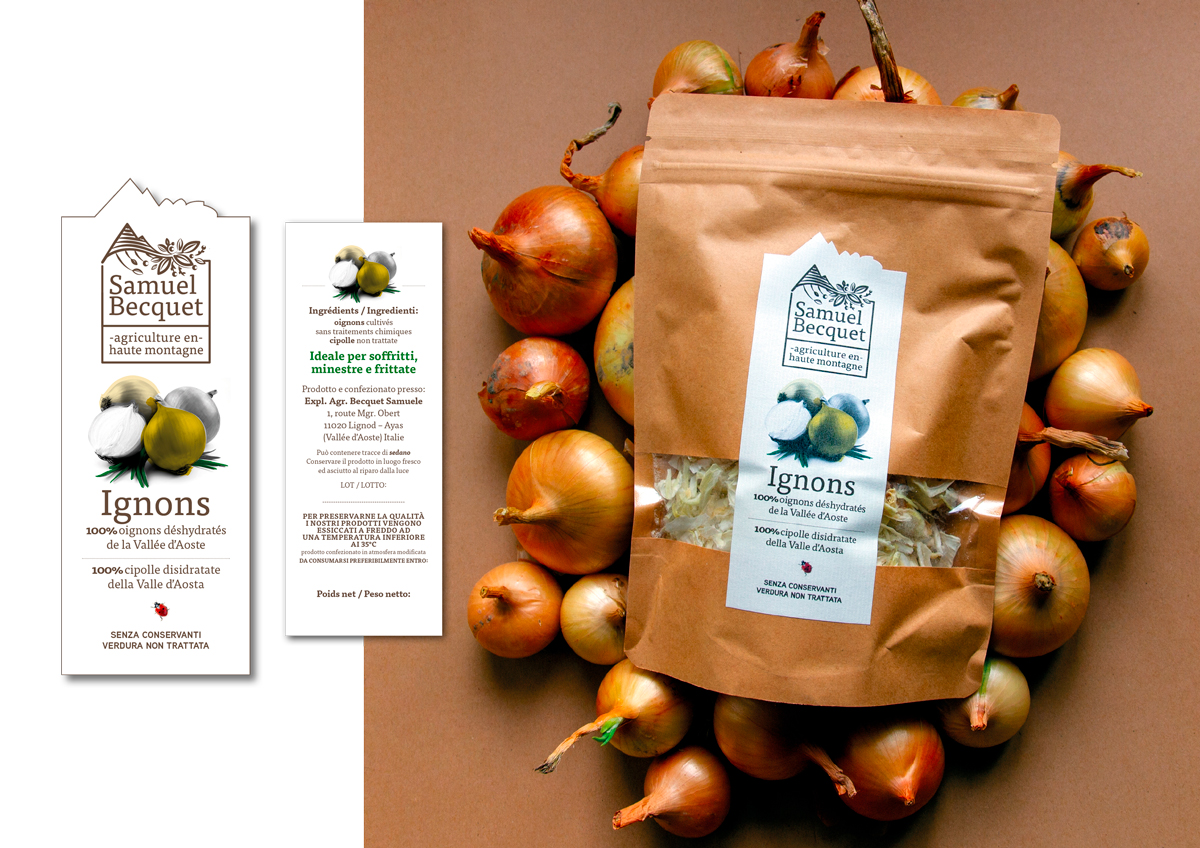 Samuel
Becquet
-agriculture en-
haute montagne
Ignons
100% oignons déshydratés
de la Vallée d'Aoste
100% cipolle disidratate
della Valle d'Aosta
SENZA CONSERVANTI
VERDURA NON TRATTATA
Ingrédients / Ingredienti:
oignons cultivés
sans traitements chimiques
cipolle non trattate
Ideale per soffritti,
minestre e frittate
Prodotto e confezionato presso:
Expl. Agr. Becquet Samuele
1, route Mgr. Obert
11020 Lignod – Ayas
(Vallée d'Aoste) Italie
Può contenere tracce di sedano
Conservare il prodotto in luogo fresco
ed asciutto al riparo dalla luce
LOT / LOTTO:
PER PRESERVARNE LA QUALITÀ
I NOSTRI PRODOTTI VENGONO
ESSICCATI A FREDDO AD
UNA TEMPERATURA INFERIORE
AI 35°C
prodotto confezionato in atmosfera modificata
DA CONSUMARSI PREFERIBILMENTE ENTRO:
Poids net / Peso netto:
Samuel
Becquet
-agriculture en-
haute montagne
Ignons
100% oignons déshydratés
de la Vallée d'Aoste
100% cipolle disidratate
della Valle d'Aosta
SENZA CONSERVANTI
VERDURA NON TRATTATA